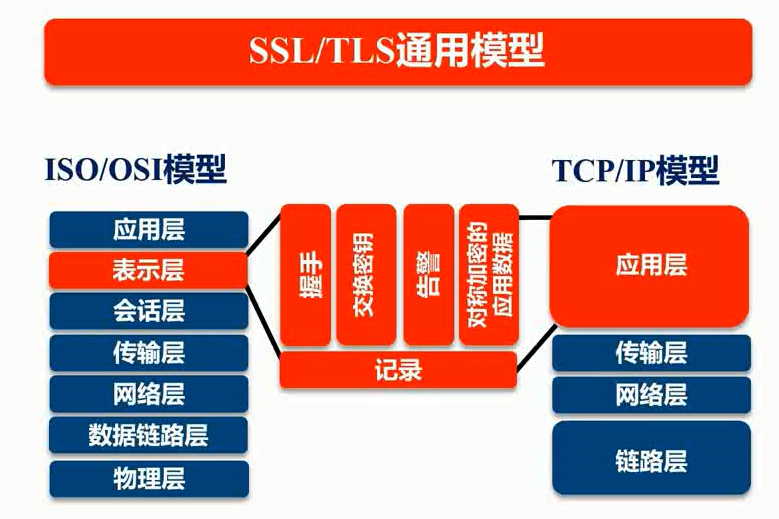 SSL/TLS通用模型
ISO/OSI模型
应用层
表示层
会话层
传输层
网络层
数据链路层
物理层
握手
交换密钥
告警
对称加密的
应用数据
记录
TCP/IP模型
应用层
传输层
网络层
链路层